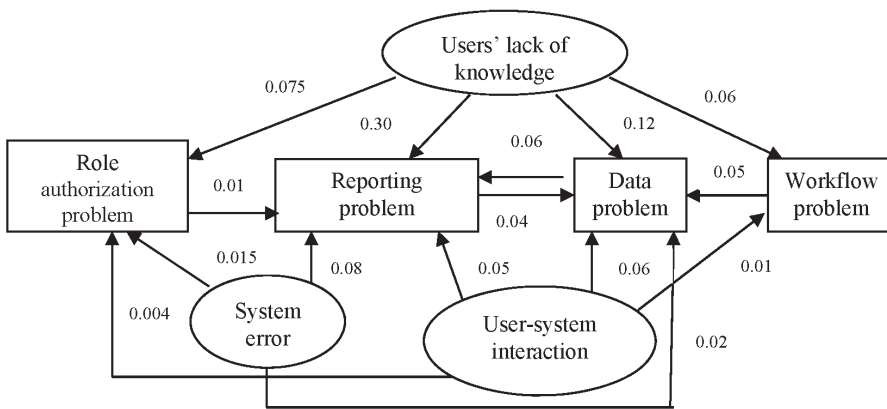 Users' lack of
knowledge
0.075
0.06
0.30
0.12
0.06
Role
authorization
problem
0.01
Reporting
problem
0.04
Data
problem
0.05
Workflow
problem
0.015
0.08
0.05
0.06
0.01
0.004
System
error
User-system
interaction
0.02